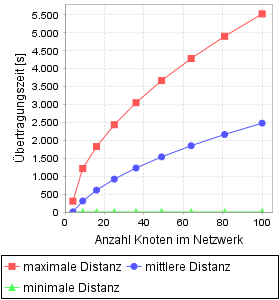 Übertragungszeit [s]
5.500
5.000
4.500
4.000
3.500
3.000
2.500
2.000
1.500
1.000
500
0
0 20 40 60 80 100
Anzahl Knoten im Netzwerk
maximale Distanz mittlere Distanz
minimale Distanz